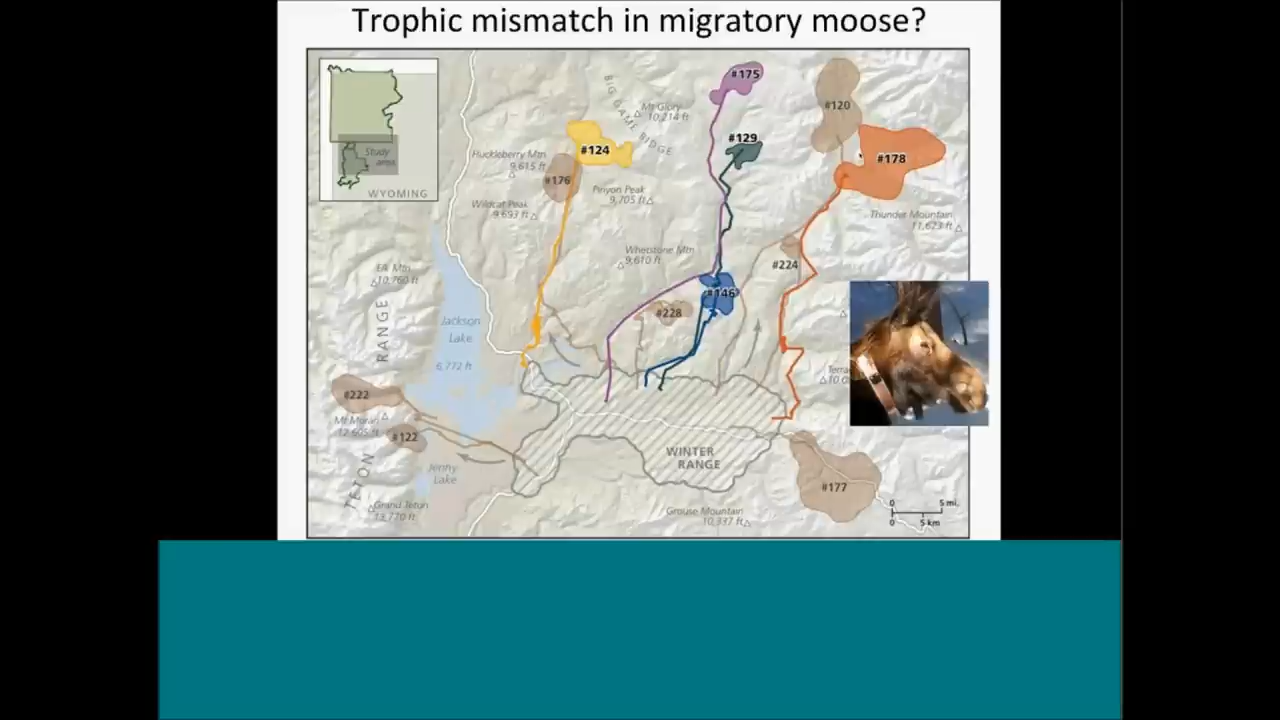 Trophic mismatch in migratory moose?
Study
area
WYOMING
BIG GAME RIDGE
Mt Glory
10,214 ft
#175
#120
#129
#124
#178
Huckleberry Mtn
9,615 ft
#176
Pinyon Peak
9,705 ft
Wildcat Peak
9,693 ft
Thunder Mountain
11,623 ft
Whetstone Mtn
9,610 ft
#224
Elk Mtn
10,760 ft
#146
#228
RANGE
Jackson
Lake
6,772 ft
#222
Mt Moran
12,605 ft
#122
WINTER
RANGE
Jenny
Lake
TETON
#177
Grand Teton
13,770 ft
Grouse Mountain
10,337 ft
0 5 mi.
0 5 km